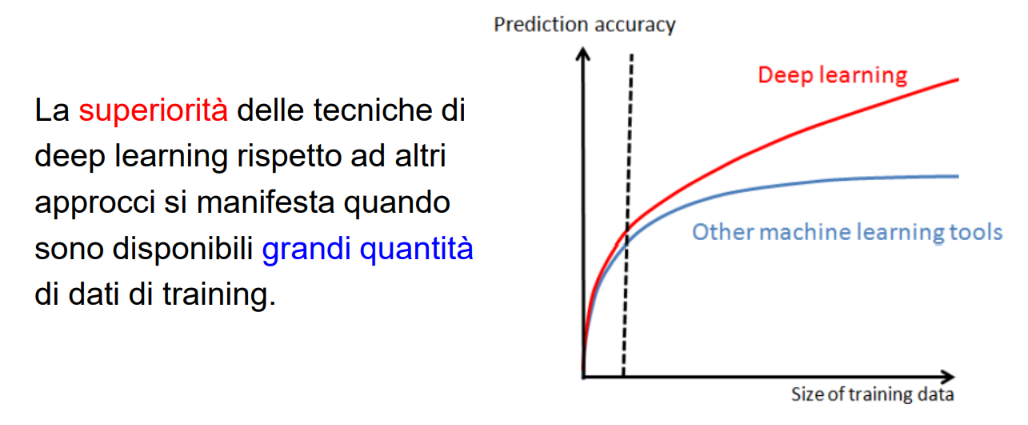 Prediction accuracy
Deep learning
La superiorità delle tecniche di
deep learning rispetto ad altri
approcci si manifesta quando
sono disponibili grandi quantità
di dati di training.
Other machine learning tools
Size of training data